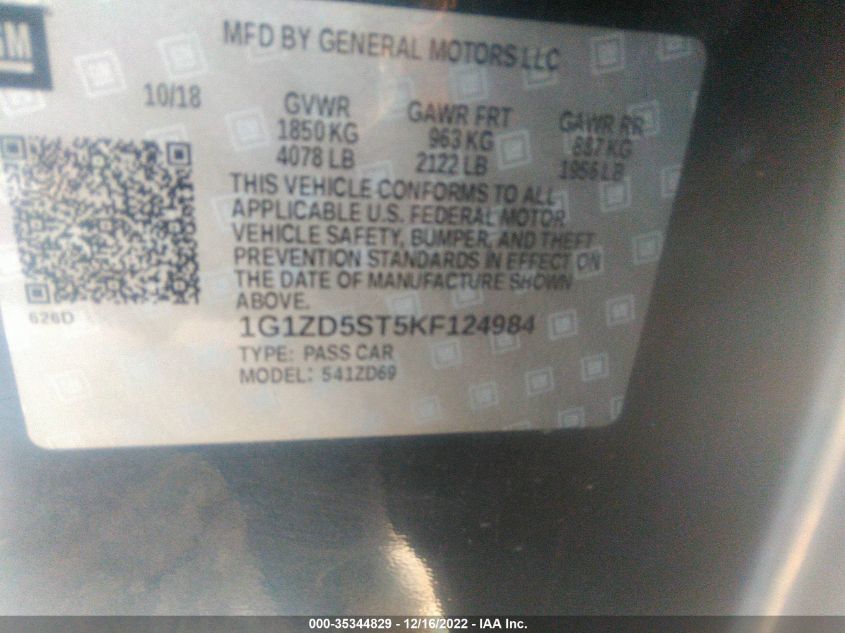 GM
MFD BY GENERAL MOTORS LLC
10/18
GVWR GAWR FRT GAWR RR
1850 KG 963 KG 887 KG
4078 LB 2122 LB 1956 LB
THIS VEHICLE CONFORMS TO ALL
APPLICABLE U.S. FEDERAL MOTOR
VEHICLE SAFETY, BUMPER, AND THEFT
PREVENTION STANDARDS IN EFFECT ON
THE DATE OF MANUFACTURE SHOWN
ABOVE.
626D
1G1ZD5ST5KF124984
TYPE: PASS CAR
MODEL: 541ZD69
000-35344829 - 12/16/2022 - IAA Inc.